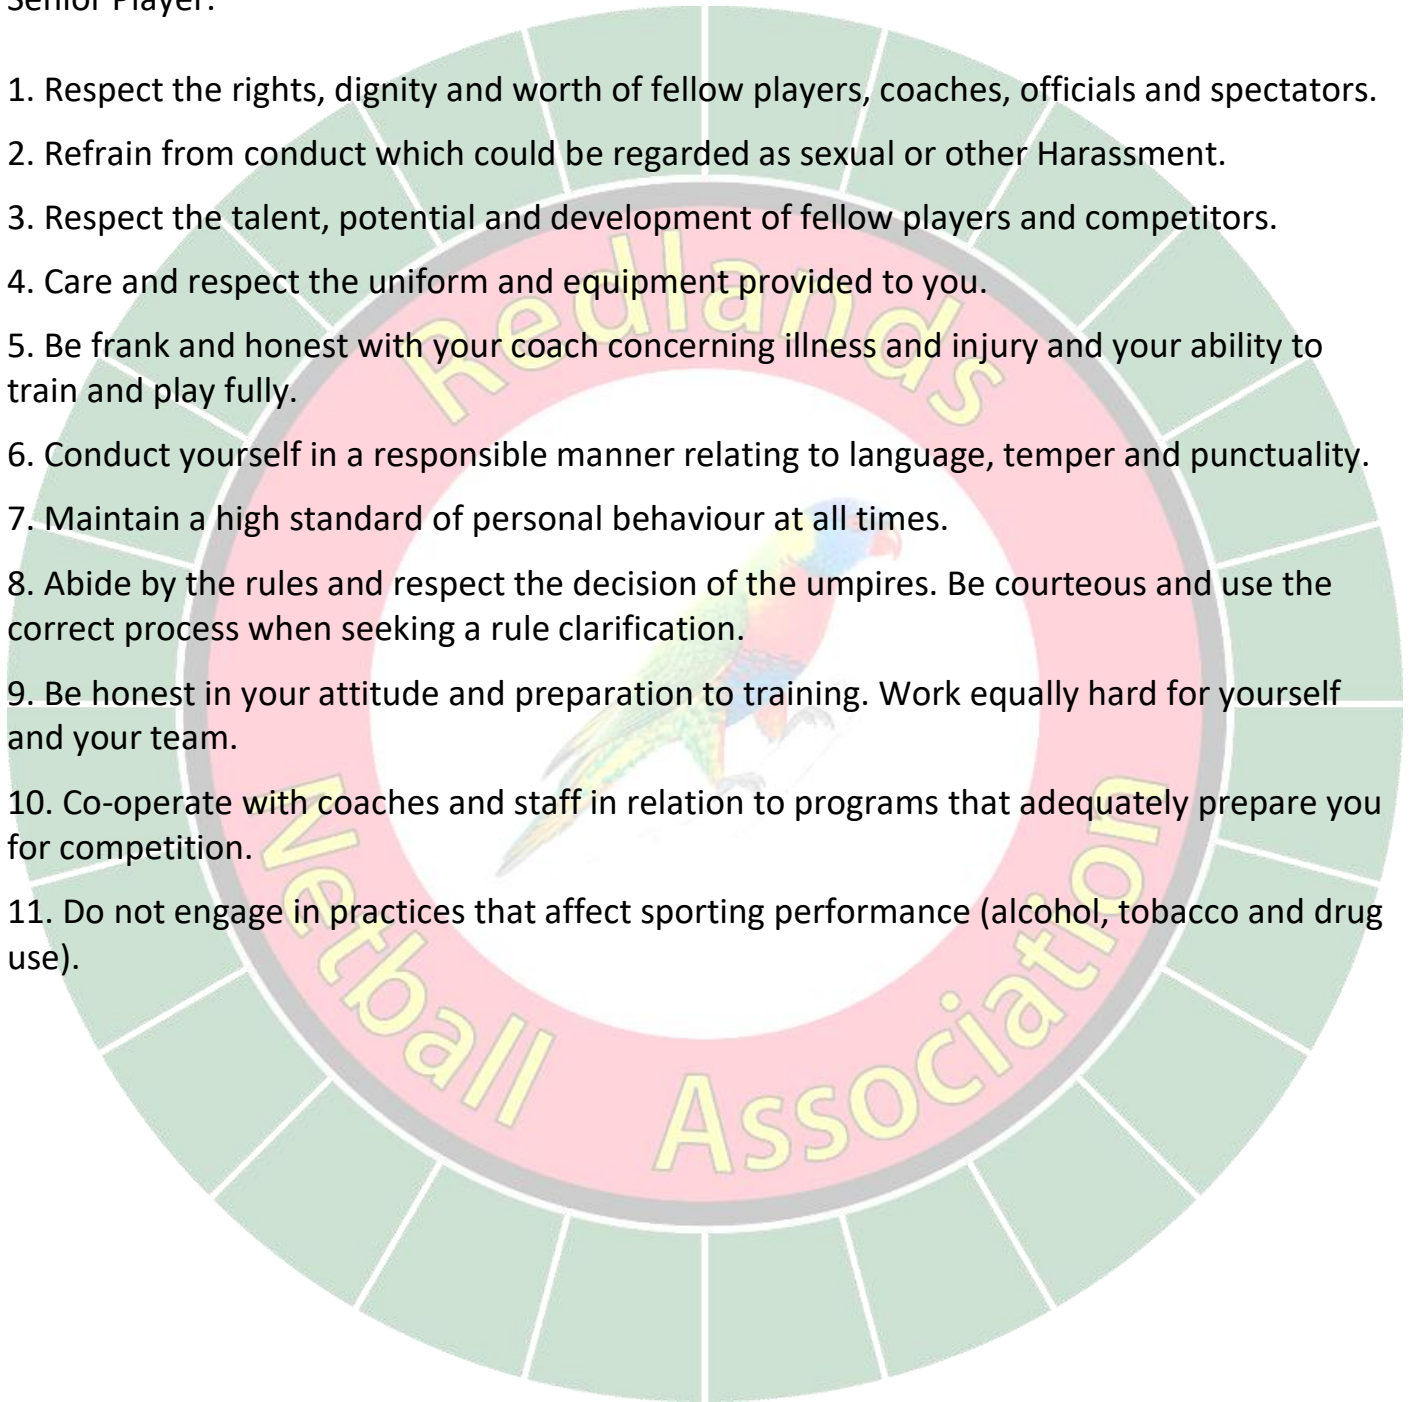 Senior Player:
1. Respect the rights, dignity and worth of fellow players, coaches, officials and spectators.
2. Refrain from conduct which could be regarded as sexual or other Harassment.
3. Respect the talent, potential and development of fellow players and competitors.
4. Care and respect the uniform and equipment provided to you.
5. Be frank and honest with your coach concerning illness and injury and your ability to
train and play fully.
6. Conduct yourself in a responsible manner relating to language, temper and punctuality.
7. Maintain a high standard of personal behaviour at all times.
8. Abide by the rules and respect the decision of the umpires. Be courteous and use the
correct process when seeking a rule clarification.
9. Be honest in your attitude and preparation to training. Work equally hard for yourself
and your team.
10. Co-operate with coaches and staff in relation to programs that adequately prepare you
for competition.
11. Do not engage in practices that affect sporting performance (alcohol, tobacco and drug
use).
Redlands
Netball Association